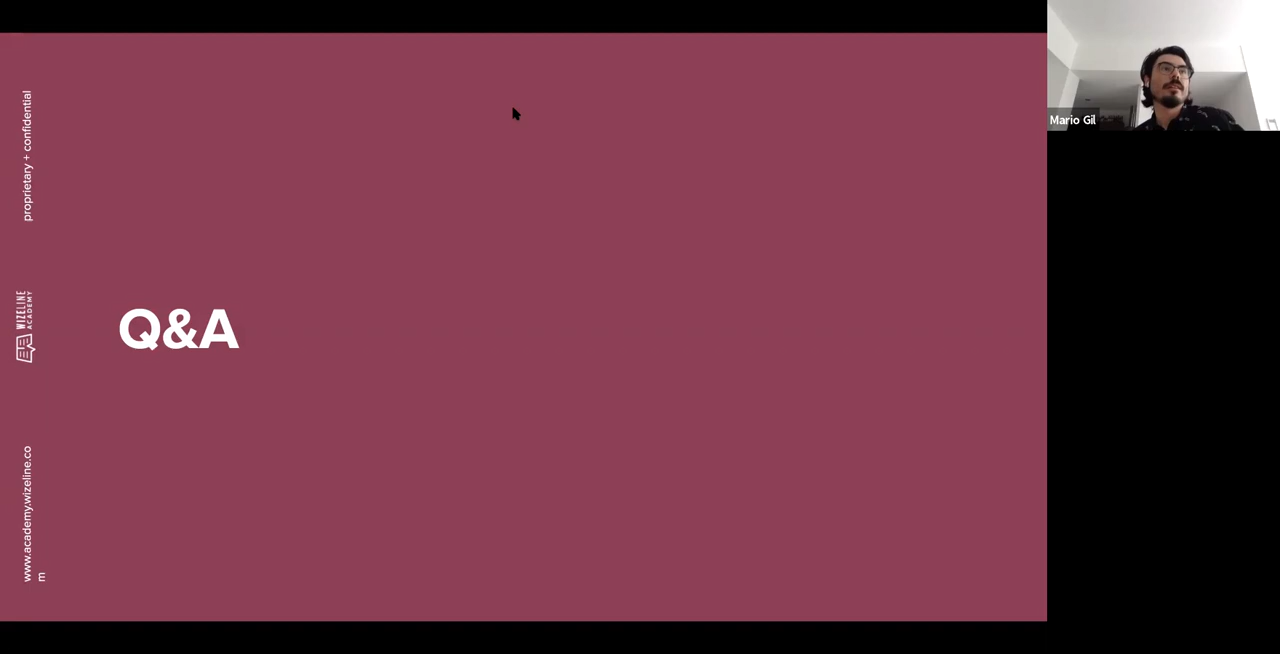 proprietary + confidential
WIZELINE
ACADEMY
www.academy.wizeline.co
m
Q&A
Mario Gil